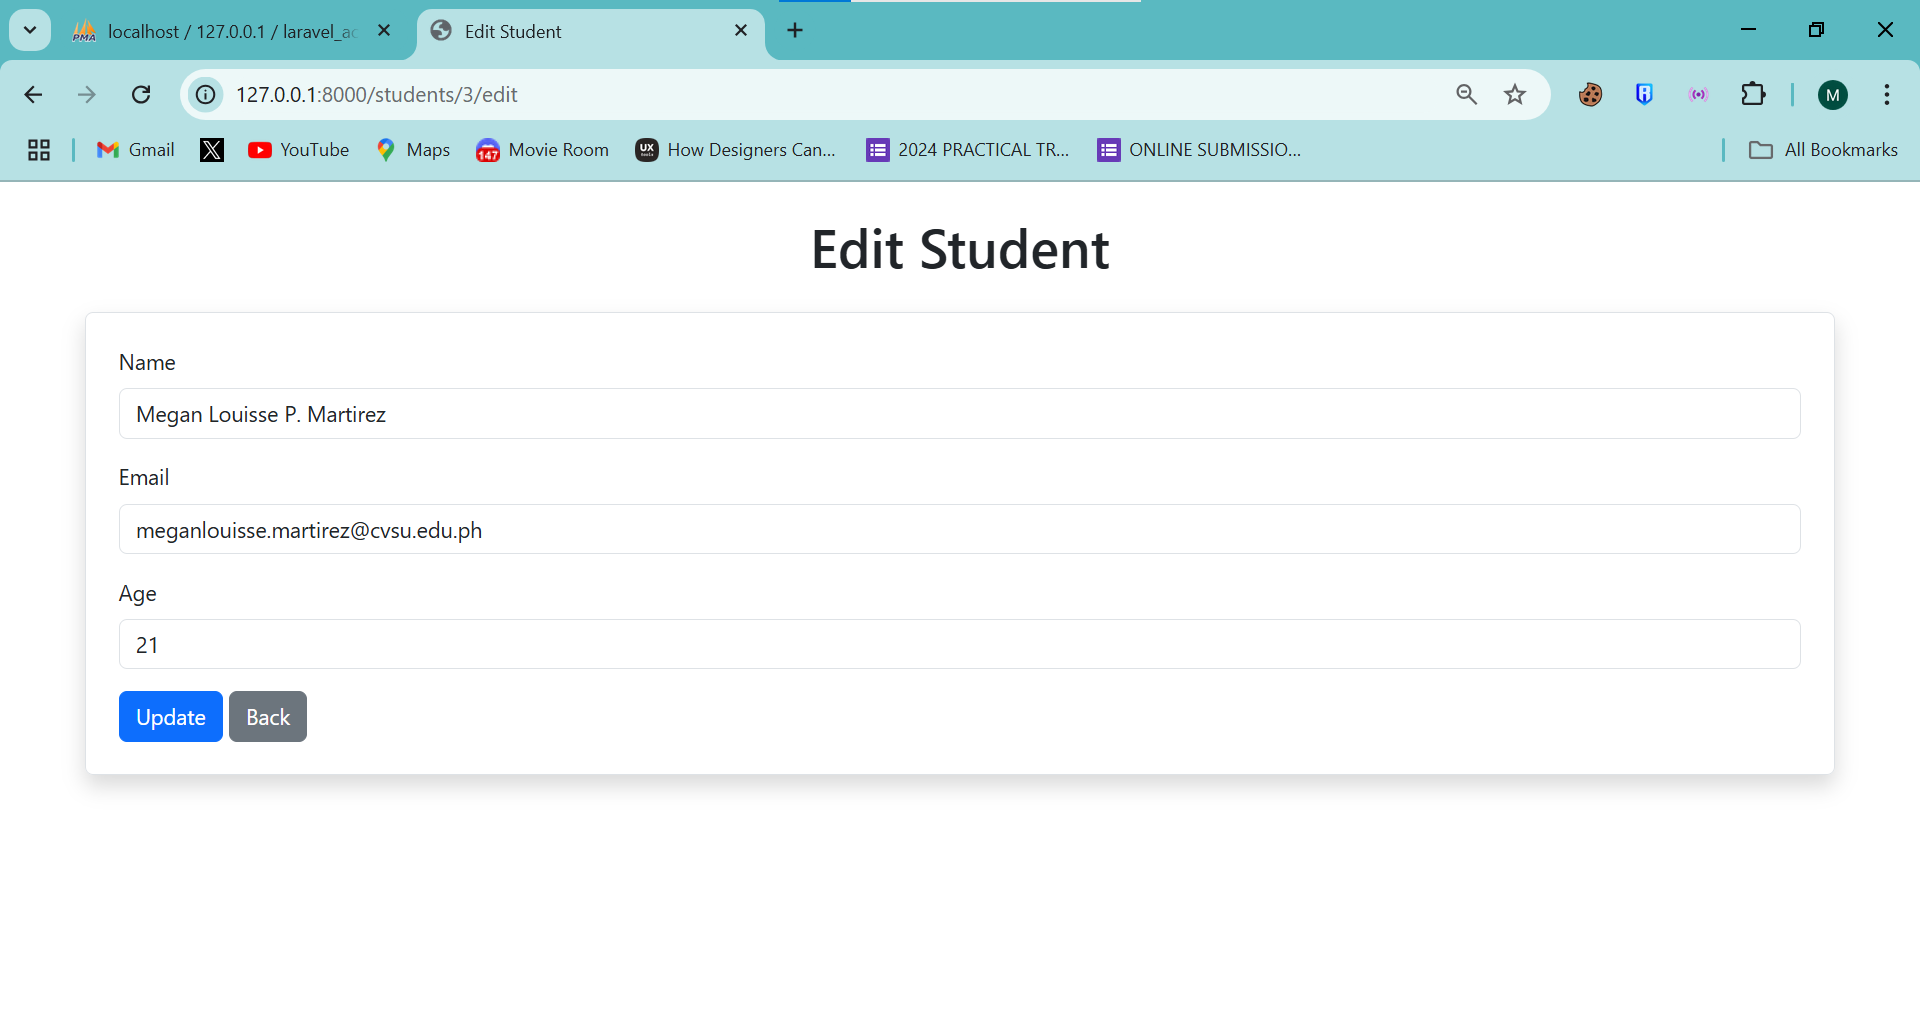 localhost / 127.0.0.1 / laravel_ac
Edit Student
127.0.0.1:8000/students/3/edit
M
Gmail
YouTube
Maps
147
Movie Room
UX
How Designers Can...
2024 PRACTICAL TR...
ONLINE SUBMISSIO...
All Bookmarks
Edit Student
Name
Megan Louisse P. Martirez
Email
meganlouisse.martirez@cvsu.edu.ph
Age
21
Update
Back